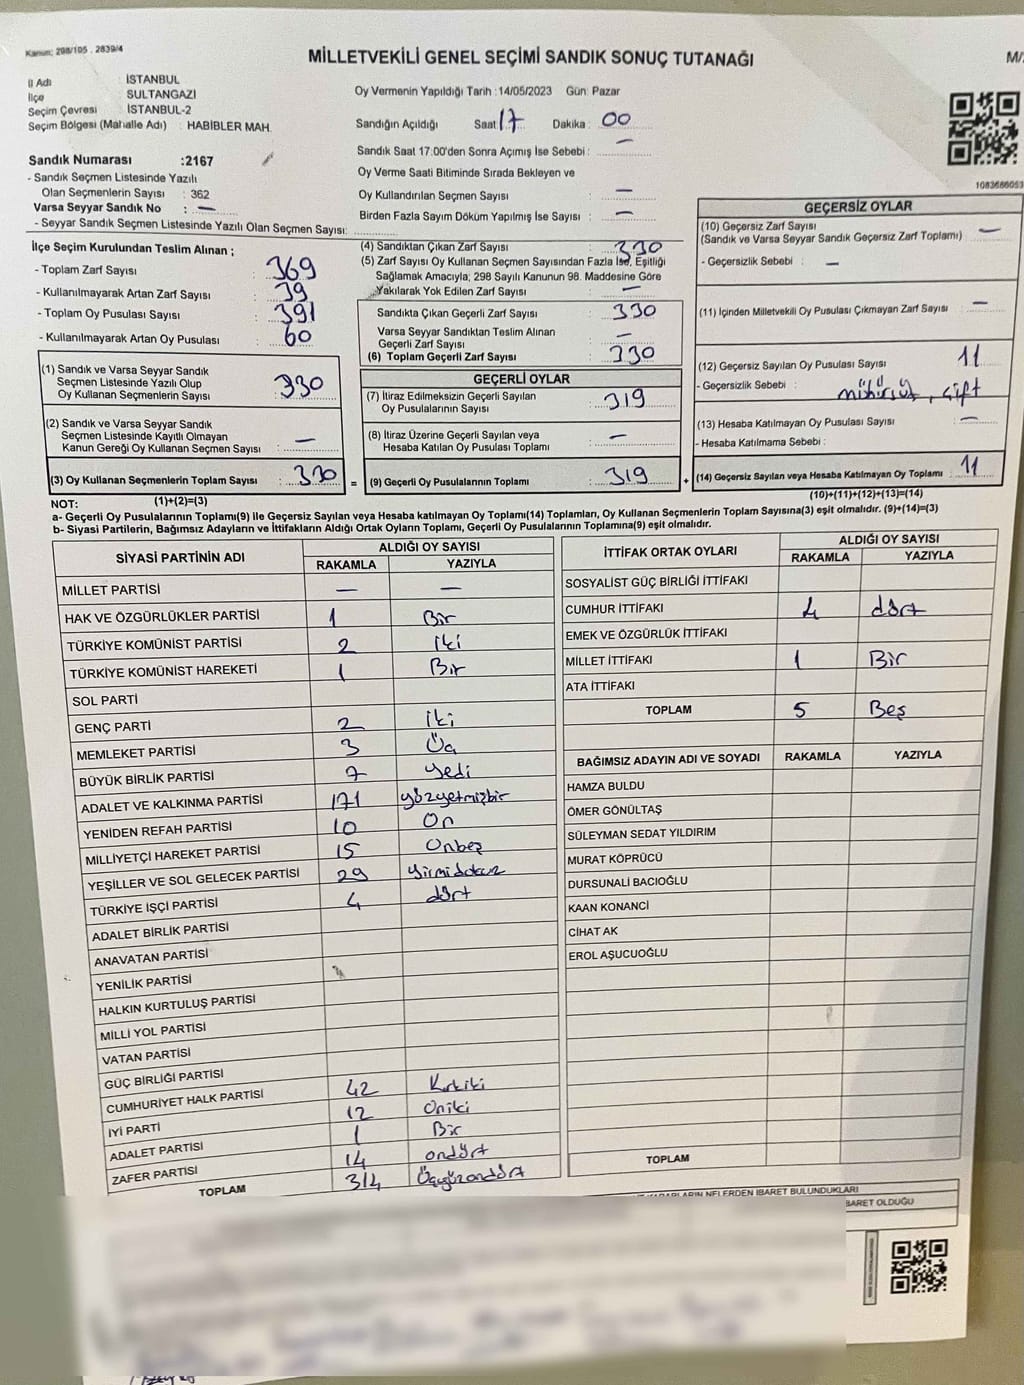 Kanun: 298/105 . 2839/4
MİLLETVEKİLİ GENEL SEÇİMİ SANDIK SONUÇ TUTANAĞI
M/
İl Adı : İSTANBUL
İlçe : SULTANGAZİ
Seçim Çevresi : İSTANBUL-2
Seçim Bölgesi (Mahalle Adı) : HABİBLER MAH.
Oy Vermenin Yapıldığı Tarih :14/05/2023 Gün: Pazar
Sandığın Açıldığı Saat 17 Dakika : 00
Sandık Saat 17:00'den Sonra Açımış İse Sebebi : —
Oy Verme Saati Bitiminde Sırada Bekleyen ve
Oy Kullandırılan Seçmen Sayısı : —
Birden Fazla Sayım Döküm Yapılmış İse Sayısı : —
1083686053
Sandık Numarası :2167
- Sandık Seçmen Listesinde Yazılı
Olan Seçmenlerin Sayısı : 362
Varsa Seyyar Sandık No : —
- Seyyar Sandık Seçmen Listesinde Yazılı Olan Seçmen Sayısı:
İlçe Seçim Kurulundan Teslim Alınan ;
- Toplam Zarf Sayısı : 369
- Kullanılmayarak Artan Zarf Sayısı : 39
- Toplam Oy Pusulası Sayısı : 391
- Kullanılmayarak Artan Oy Pusulası : 60
(1) Sandık ve Varsa Seyyar Sandık
Seçmen Listesinde Yazılı Olup
Oy Kullanan Seçmenlerin Sayısı : 330
(2) Sandık ve Varsa Seyyar Sandık
Seçmen Listesinde Kayıtlı Olmayan
Kanun Gereği Oy Kullanan Seçmen Sayısı : —
(3) Oy Kullanan Seçmenlerin Toplam Sayısı : 330
(4) Sandıktan Çıkan Zarf Sayısı : 330
(5) Zarf Sayısı Oy Kullanan Seçmen Sayısından Fazla İse, Eşitliği
Sağlamak Amacıyla, 298 Sayılı Kanunun 98. Maddesine Göre
Yakılarak Yok Edilen Zarf Sayısı : —
Sandıkta Çıkan Geçerli Zarf Sayısı : 330
Varsa Seyyar Sandıktan Teslim Alınan
Geçerli Zarf Sayısı : —
(6) Toplam Geçerli Zarf Sayısı : 330
GEÇERLİ OYLAR
(7) İtiraz Edilmeksizin Geçerli Sayılan
Oy Pusulalarının Sayısı : 319
(8) İtiraz Üzerine Geçerli Sayılan veya
Hesaba Katılan Oy Pusulası Toplamı : —
= (9) Geçerli Oy Pusulalarının Toplamı : 319
GEÇERSİZ OYLAR
(10) Geçersiz Zarf Sayısı : —
(Sandık ve Varsa Seyyar Sandık Geçersiz Zarf Toplamı)
- Geçersizlik Sebebi : —
(11) İçinden Milletvekili Oy Pusulası Çıkmayan Zarf Sayısı : —
(12) Geçersiz Sayılan Oy Pusulası Sayısı : 11
- Geçersizlik Sebebi : mühürsüz, çift
(13) Hesaba Katılmayan Oy Pusulası Sayısı : —
- Hesaba Katılmama Sebebi :
+ (14) Geçersiz Sayılan veya Hesaba Katılmayan Oy Toplamı : 11
NOT: (1)+(2)=(3)
(10)+(11)+(12)+(13)=(14)
a- Geçerli Oy Pusulalarının Toplamı(9) ile Geçersiz Sayılan veya Hesaba katılmayan Oy Toplamı(14) Toplamları, Oy Kullanan Seçmenlerin Toplam Sayısına(3) eşit olmalıdır. (9)+(14)=(3)
b- Siyasi Partilerin, Bağımsız Adayların ve İttifakların Aldığı Ortak Oyların Toplamı, Geçerli Oy Pusulalarının Toplamına(9) eşit olmalıdır.
SİYASİ PARTİNİN ADI ALDIĞI OY SAYISI
RAKAMLA YAZIYLA
MİLLET PARTİSİ — —
HAK VE ÖZGÜRLÜKLER PARTİSİ 1 Bir
TÜRKİYE KOMÜNİST PARTİSİ 2 iki
TÜRKİYE KOMÜNİST HAREKETİ 1 Bir
SOL PARTİ
GENÇ PARTİ 2 iki
MEMLEKET PARTİSİ 3 Üç
BÜYÜK BİRLİK PARTİSİ 7 yedi
ADALET VE KALKINMA PARTİSİ 171 yüzyetmişbir
YENİDEN REFAH PARTİSİ 10 On
MİLLİYETÇİ HAREKET PARTİSİ 15 Onbeş
YEŞİLLER VE SOL GELECEK PARTİSİ 29 yirmidokuz
TÜRKİYE İŞÇİ PARTİSİ 4 dört
ADALET BİRLİK PARTİSİ
ANAVATAN PARTİSİ
YENİLİK PARTİSİ
HALKIN KURTULUŞ PARTİSİ
MİLLİ YOL PARTİSİ
VATAN PARTİSİ
GÜÇ BİRLİĞİ PARTİSİ
CUMHURİYET HALK PARTİSİ 42 Kırkiki
İYİ PARTİ 12 Oniki
ADALET PARTİSİ 1 Bir
ZAFER PARTİSİ 14 ondört
TOPLAM 314 Üçyüzondört
İTTİFAK ORTAK OYLARI ALDIĞI OY SAYISI
RAKAMLA YAZIYLA
SOSYALİST GÜÇ BİRLİĞİ İTTİFAKI
CUMHUR İTTİFAKI 4 dört
EMEK VE ÖZGÜRLÜK İTTİFAKI
MİLLET İTTİFAKI 1 Bir
ATA İTTİFAKI
TOPLAM 5 Beş
BAĞIMSIZ ADAYIN ADI VE SOYADI RAKAMLA YAZIYLA
HAMZA BULDU
ÖMER GÖNÜLTAŞ
SÜLEYMAN SEDAT YILDIRIM
MURAT KÖPRÜCÜ
DURSUNALİ BACIOĞLU
KAAN KONANCİ
CİHAT AK
EROL AŞUCUOĞLU
TOPLAM
NELERDEN İBARET BULUNDUKLARI
İBARET OLDUĞU